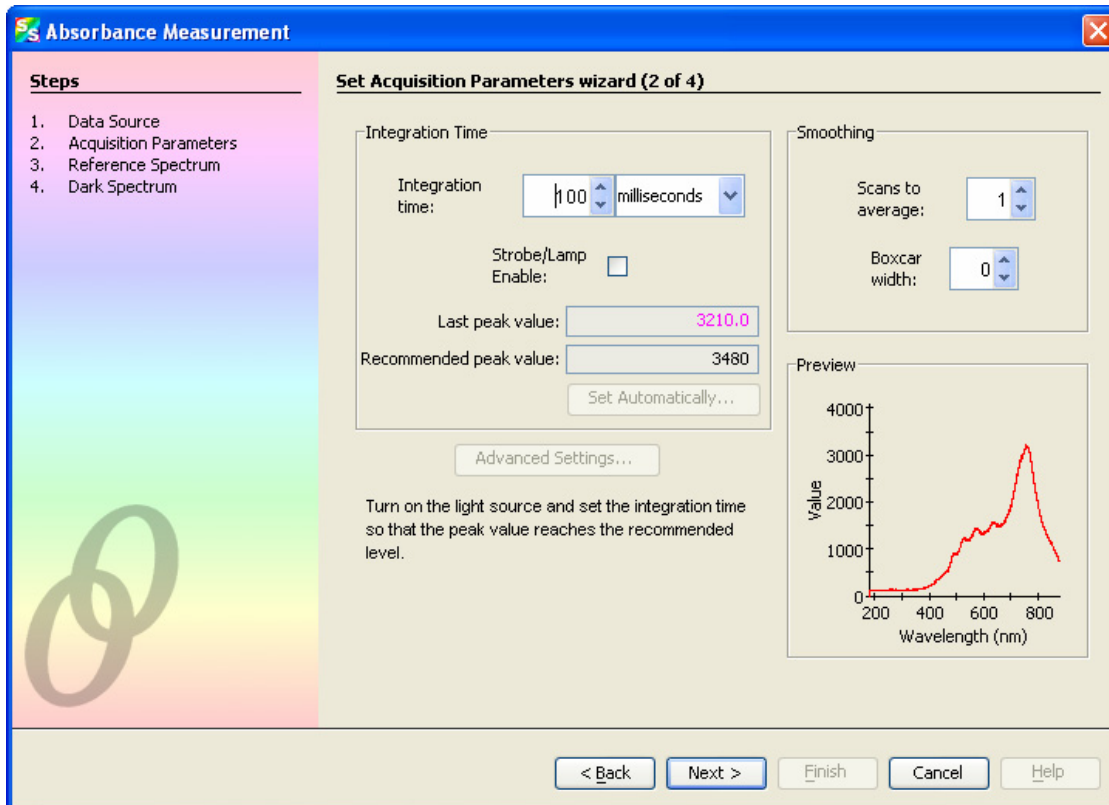 SS Absorbance Measurement
Steps
1. Data Source
2. Acquisition Parameters
3. Reference Spectrum
4. Dark Spectrum
Set Acquisition Parameters wizard (2 of 4)
Integration Time
Integration
time:
100 milliseconds
Strobe/Lamp
Enable:
Last peak value: 3210.0
Recommended peak value: 3480
Set Automatically...
Advanced Settings...
Turn on the light source and set the integration time
so that the peak value reaches the recommended
level.
Smoothing
Scans to
average: 1
Boxcar
width: 0
Preview
4000
3000
2000
1000
0
Value
200 400 600 800
Wavelength (nm)
OO
< Back Next > Finish Cancel Help